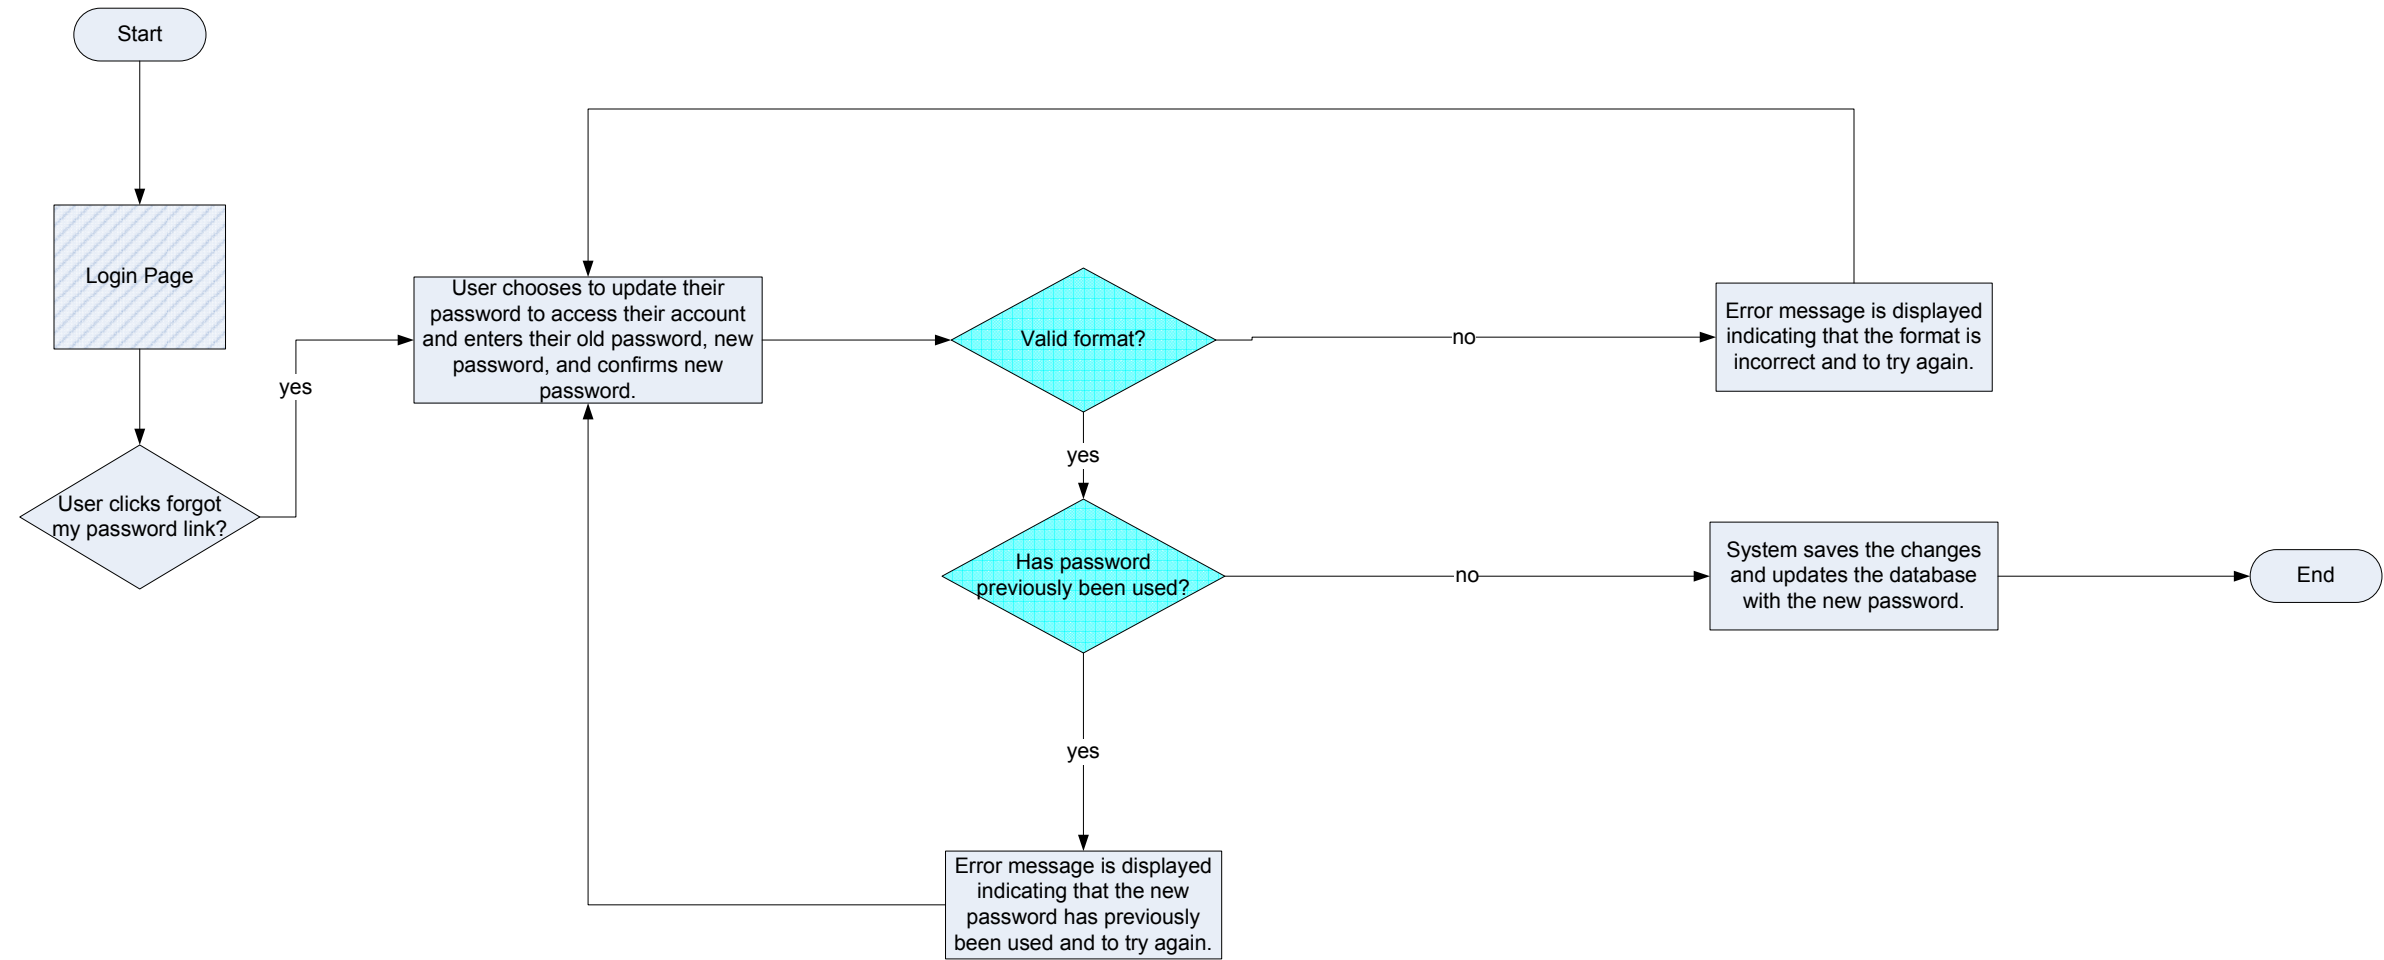 Start
Login Page
User clicks forgot
my password link?
yes
User chooses to update their
password to access their account
and enters their old password, new
password, and confirms new
password.
Valid format?
no
Error message is displayed
indicating that the format is
incorrect and to try again.
yes
Has password
previously been used?
no
System saves the changes
and updates the database
with the new password.
End
yes
Error message is displayed
indicating that the new
password has previously
been used and to try again.